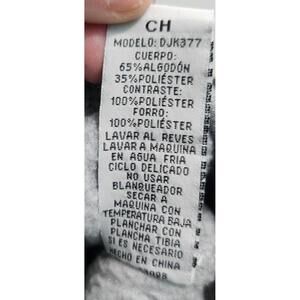 CH
MODELO: DJK377
CUERPO:
65%ALGODÓN
35%POLIÉSTER
CONTRASTE:
100%POLIÉSTER
FORRO:
100%POLIÉSTER
LAVAR AL REVES
LAVAR A MAQUINA
EN AGUA FRIA
CICLO DELICADO
NO USAR
BLANQUEADOR
SECAR A
MAQUINA CON
TEMPERATURA BAJA
PLANCHAR CON
PLANCHA TIBIA
SI ES NECESARIO
HECHO EN CHINA